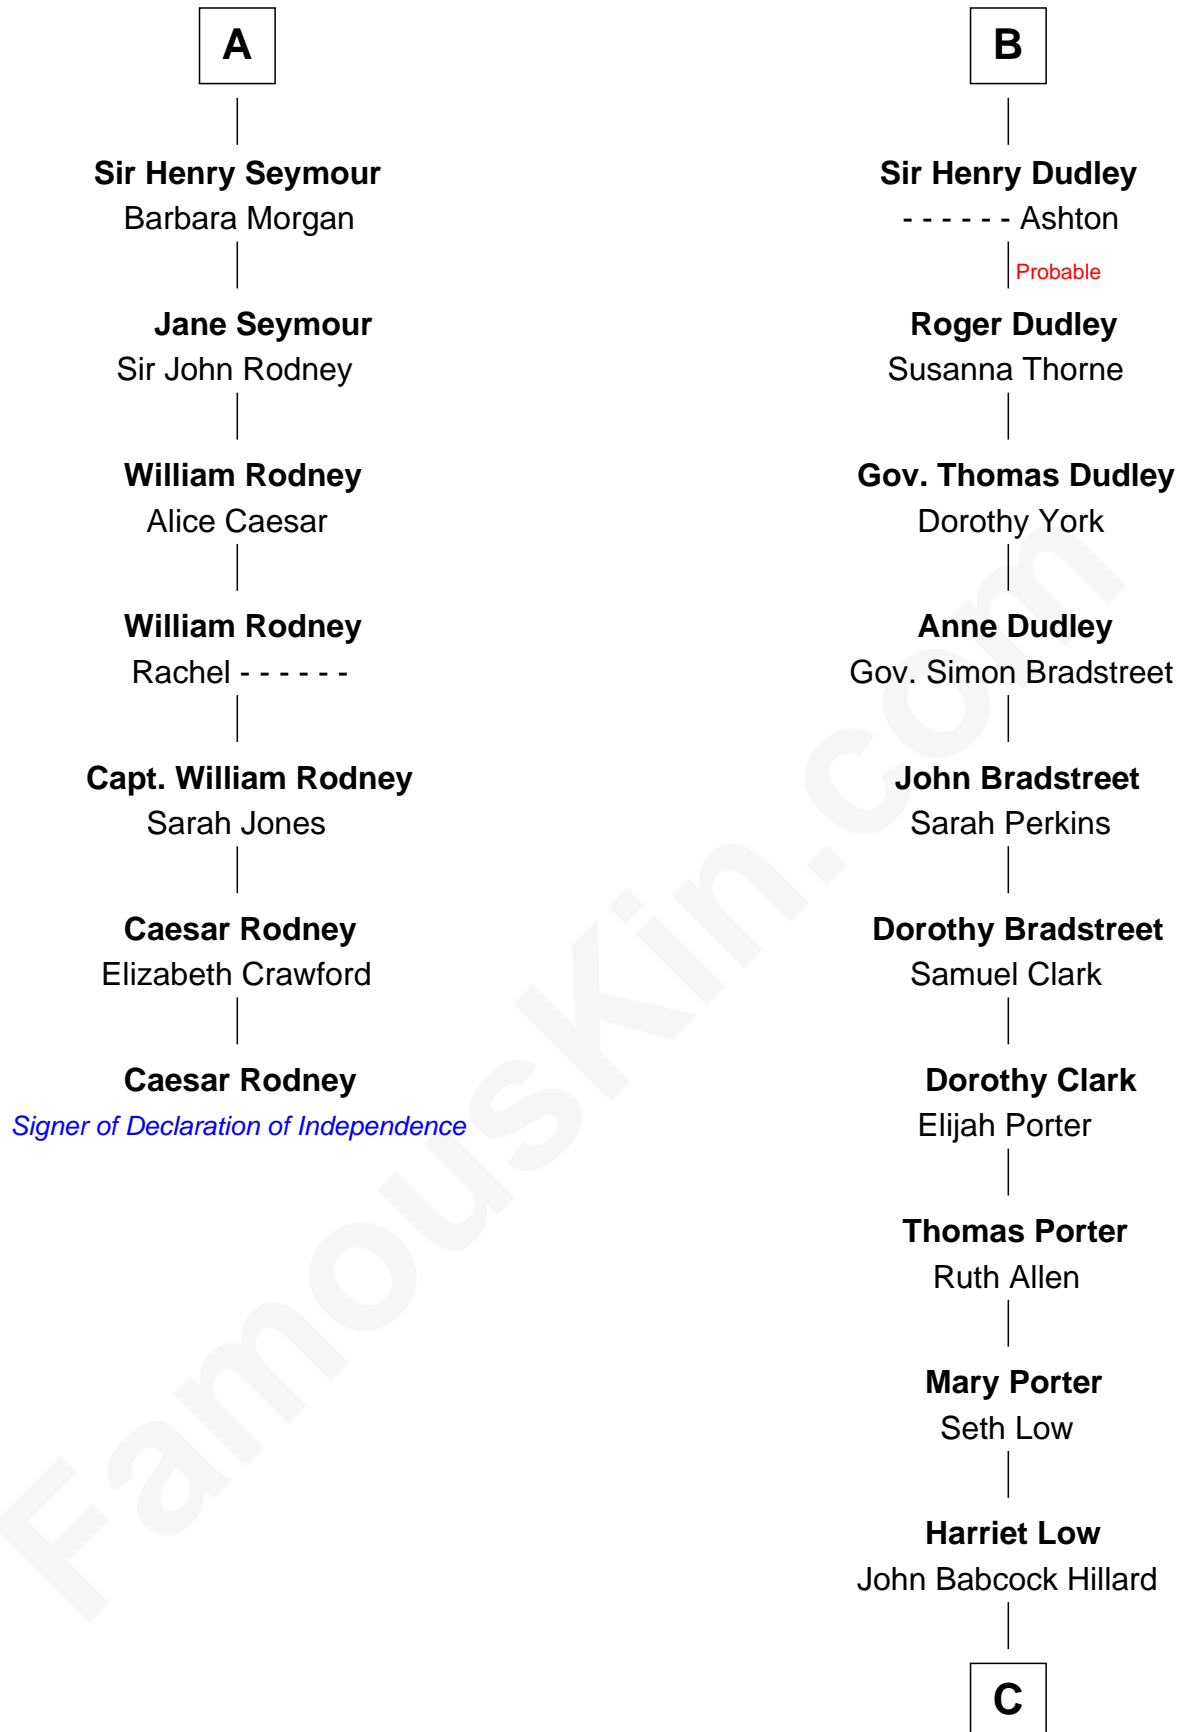 A
Sir Henry Seymour
Barbara Morgan
Jane Seymour
Sir John Rodney
William Rodney
Alice Caesar
William Rodney
Rachel - - - - - -
Capt. William Rodney
Sarah Jones
Caesar Rodney
Elizabeth Crawford
Caesar Rodney
Signer of Declaration of Independence
B
Sir Henry Dudley
- - - - - - Ashton
Probable
Roger Dudley
Susanna Thorne
Gov. Thomas Dudley
Dorothy York
Anne Dudley
Gov. Simon Bradstreet
John Bradstreet
Sarah Perkins
Dorothy Bradstreet
Samuel Clark
Dorothy Clark
Elijah Porter
Thomas Porter
Ruth Allen
Mary Porter
Seth Low
Harriet Low
John Babcock Hillard
C
FamousKin.com